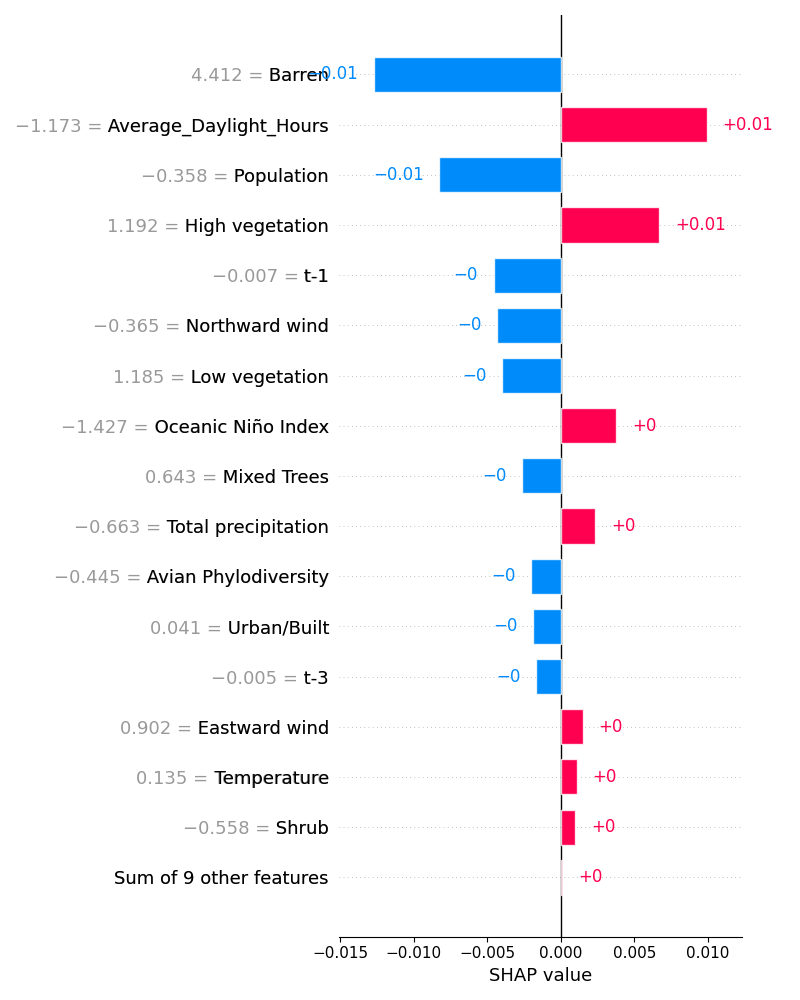 4.412 = Barren −0.01
−1.173 = Average_Daylight_Hours +0.01
−0.358 = Population −0.01
1.192 = High vegetation +0.01
−0.007 = t-1 −0
−0.365 = Northward wind −0
1.185 = Low vegetation −0
−1.427 = Oceanic Niño Index +0
0.643 = Mixed Trees −0
−0.663 = Total precipitation +0
−0.445 = Avian Phylodiversity −0
0.041 = Urban/Built −0
−0.005 = t-3 −0
0.902 = Eastward wind +0
0.135 = Temperature +0
−0.558 = Shrub +0
Sum of 9 other features +0
−0.015 −0.010 −0.005 0.000 0.005 0.010
SHAP value